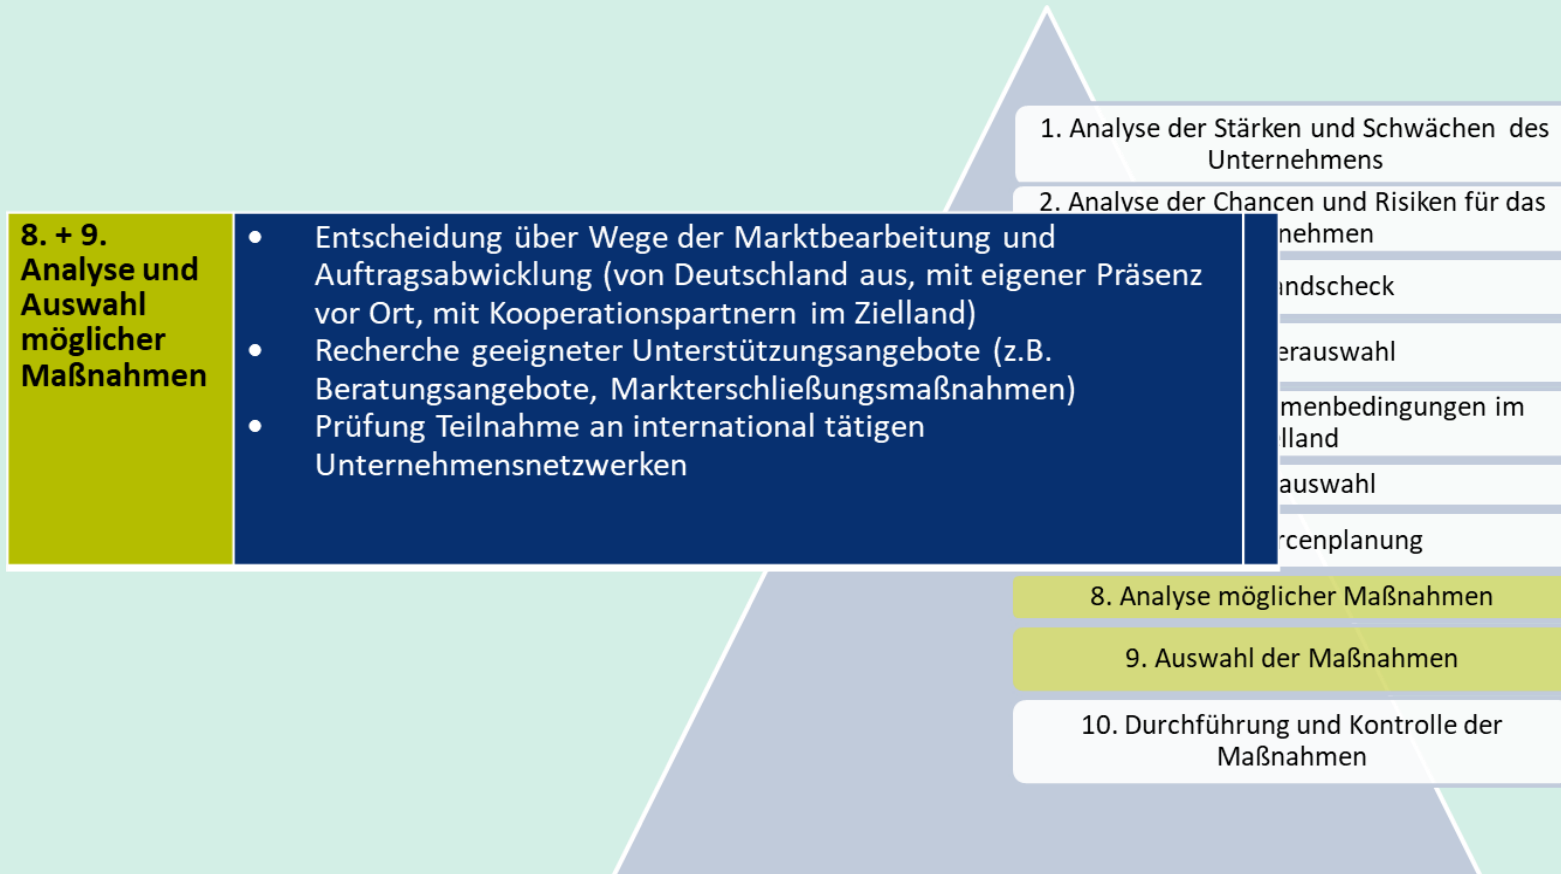 8. + 9.
Analyse und
Auswahl
möglicher
Maßnahmen
• Entscheidung über Wege der Marktbearbeitung und
Auftragsabwicklung (von Deutschland aus, mit eigener Präsenz
vor Ort, mit Kooperationspartnern im Zielland)
• Recherche geeigneter Unterstützungsangebote (z.B.
Beratungsangebote, Markterschließungsmaßnahmen)
• Prüfung Teilnahme an international tätigen
Unternehmensnetzwerken
1. Analyse der Stärken und Schwächen des
Unternehmens
2. Analyse der Chancen und Risiken für das
nehmen
ndscheck
erauswahl
menbedingungen im
lland
auswahl
rcenplanung
8. Analyse möglicher Maßnahmen
9. Auswahl der Maßnahmen
10. Durchführung und Kontrolle der
Maßnahmen